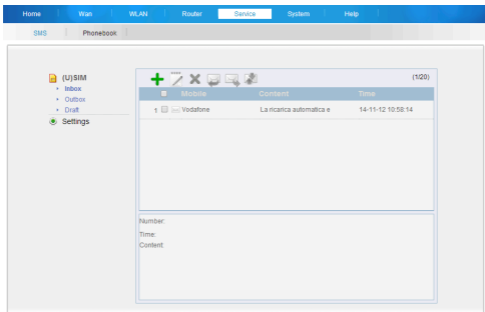 Home Wan WLAN Router Service System Help
SMS Phonebook
(U)SIM
Inbox
Outbox
Draft
Settings
(1/20)
Mobile Content Time
1 Vodafone La ricarica automatica e 14-11-12 10:58:14
Number:
Time:
Content: